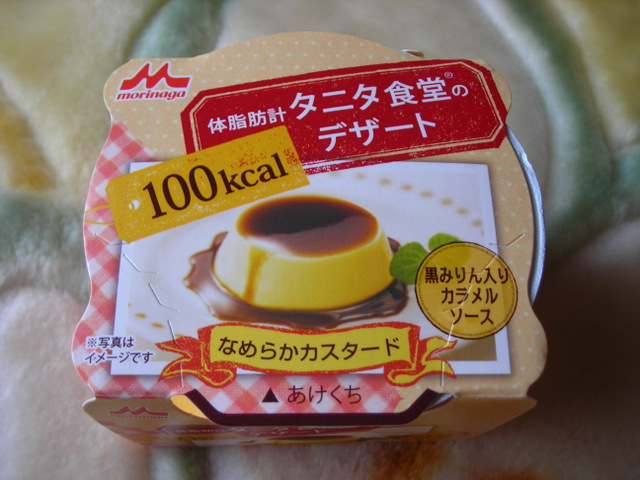 morinaga
体脂肪計 タニタ食堂®の
デザート
100kcal
黒みりん入り
カラメル
ソース
なめらかカスタード
※写真は
イメージです
▲ あけくち
morinaga